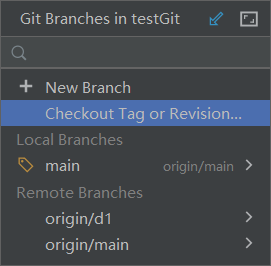 Git Branches in testGit
New Branch
Checkout Tag or Revision...
Local Branches
main origin/main
Remote Branches
origin/d1
origin/main